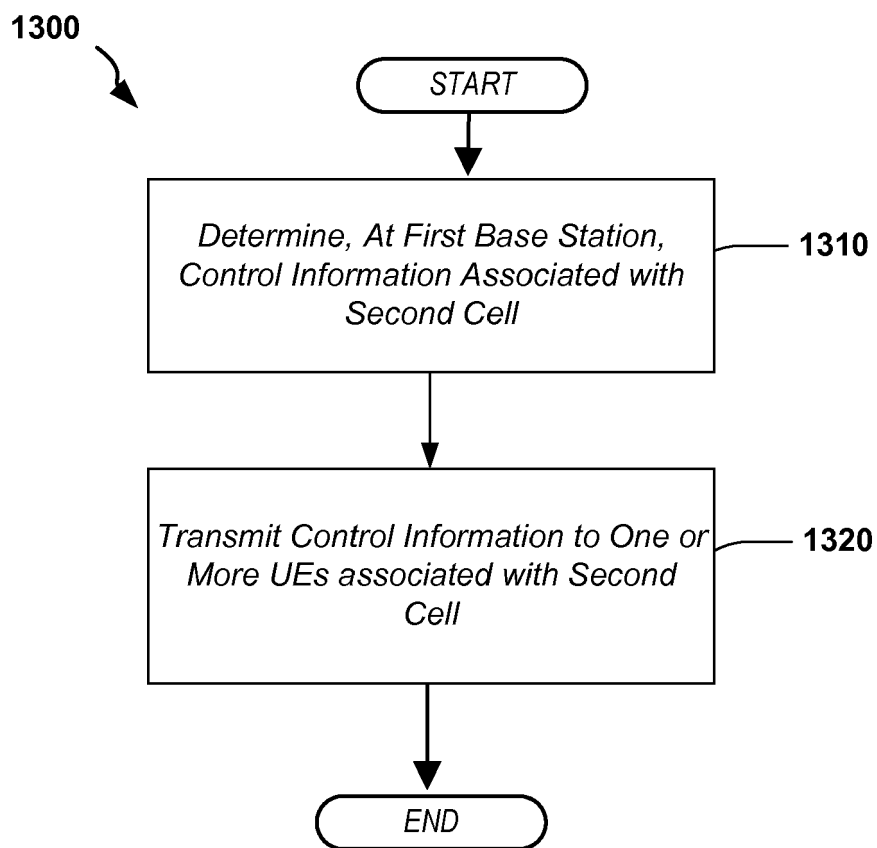 1300
START
Determine, At First Base Station,
Control Information Associated with
Second Cell
1310
Transmit Control Information to One or
More UEs associated with Second
Cell
1320
END